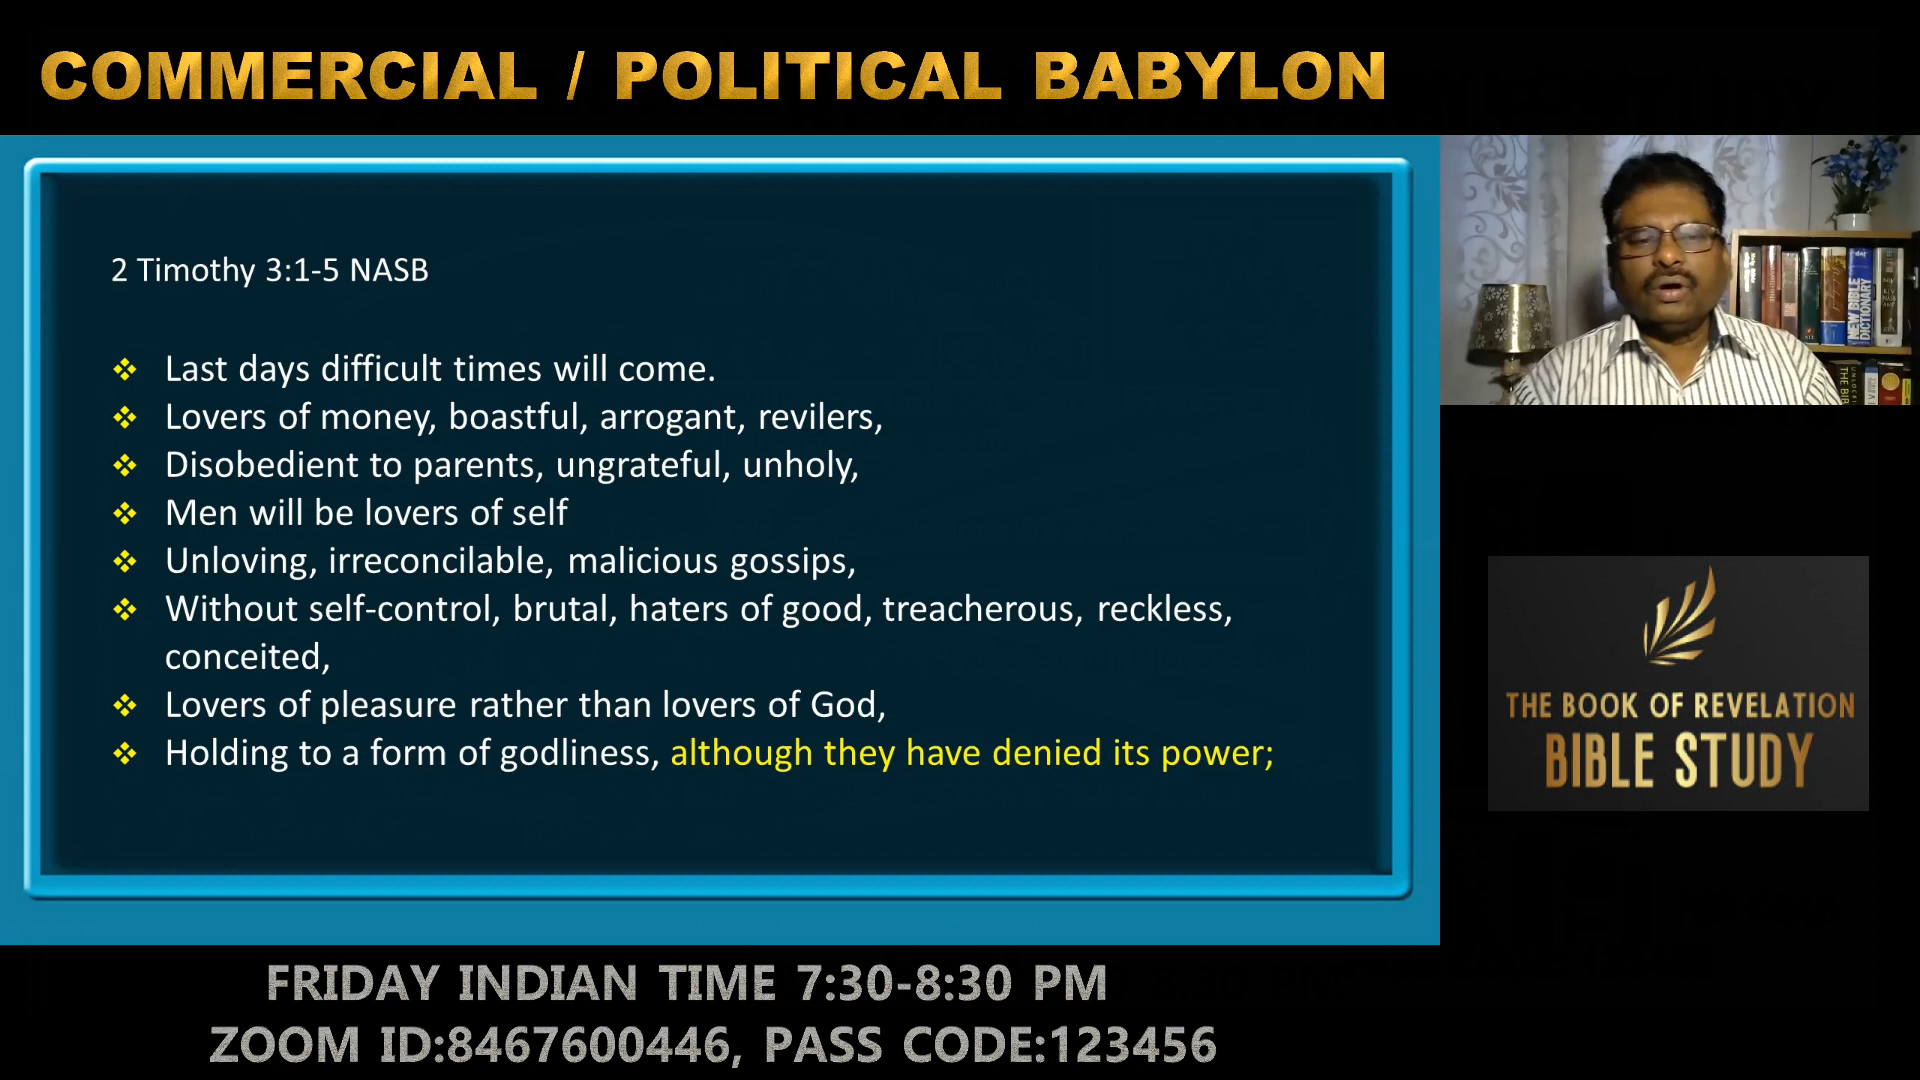 COMMERCIAL / POLITICAL BABYLON
2 Timothy 3:1-5 NASB
❖ Last days difficult times will come.
❖ Lovers of money, boastful, arrogant, revilers,
❖ Disobedient to parents, ungrateful, unholy,
❖ Men will be lovers of self
❖ Unloving, irreconcilable, malicious gossips,
❖ Without self-control, brutal, haters of good, treacherous, reckless,
conceited,
❖ Lovers of pleasure rather than lovers of God,
❖ Holding to a form of godliness, although they have denied its power;
NEW BIBLE
DICTIONARY
THE BOOK OF REVELATION
BIBLE STUDY
FRIDAY INDIAN TIME 7:30-8:30 PM
ZOOM ID:8467600446, PASS CODE:123456